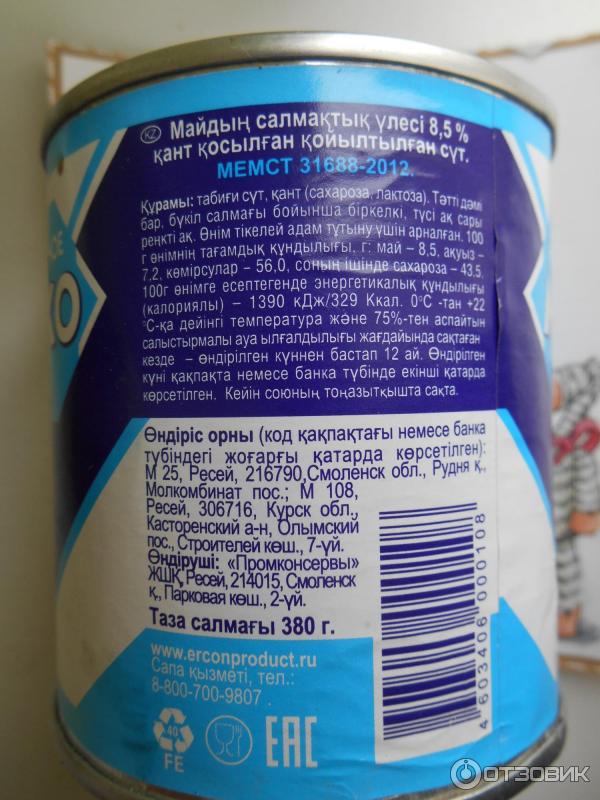 KZ Майдың салмақтық үлесі 8,5 %
қант қосылған қойылтылған сүт.
МЕМСТ 31688-2012.
Құрамы: табиғи сүт, қант (сахароза, лактоза). Тәтті дәмі
бар, бүкіл салмағы бойынша біркелкі, түсі ақ сары
реңкті ақ. Өнім тікелей адам тұтыну үшін арналған. 100
г өнімнің тағамдық құндылығы, г: май – 8,5, ақуыз –
7,2, көмірсулар – 56,0, соның ішінде сахароза – 43,5.
100г өнімге есептегенде энергетикалық құндылығы
(калориялы) – 1390 кДж/329 Ккал. 0°С -тан +22
°С-қа дейінгі температура және 75%-тен аспайтын
салыстырмалы ауа ылғалдылығы жағдайында сақтаған
кезде – өндірілген күннен бастап 12 ай. Өндірілген
күні қақпақта немесе банка түбінде екінші қатарда
көрсетілген. Кейін союның тоңазытқышта сақта.
Өндіріс орны (код қақпақтағы немесе банка
түбіндегі жоғарғы қатарда көрсетілген):
М 25, Ресей, 216790,Смоленск обл., Рудня қ.,
Молкомбинат пос.; М 108,
Ресей, 306716, Курск обл.,
Касторенский а-н, Олымский
пос., Строителей көш., 7-үй.
Өндіруші: «Промконсервы»
ЖШҚ, Ресей, 214015, Смоленск
қ., Парковая көш., 2-үй.
Таза салмағы 380 г.
www.erconproduct.ru
Сапа қызметі, тел.:
8-800-700-9807 .
40
FE
EAC
4 603406 000108
ОТЗОВИК